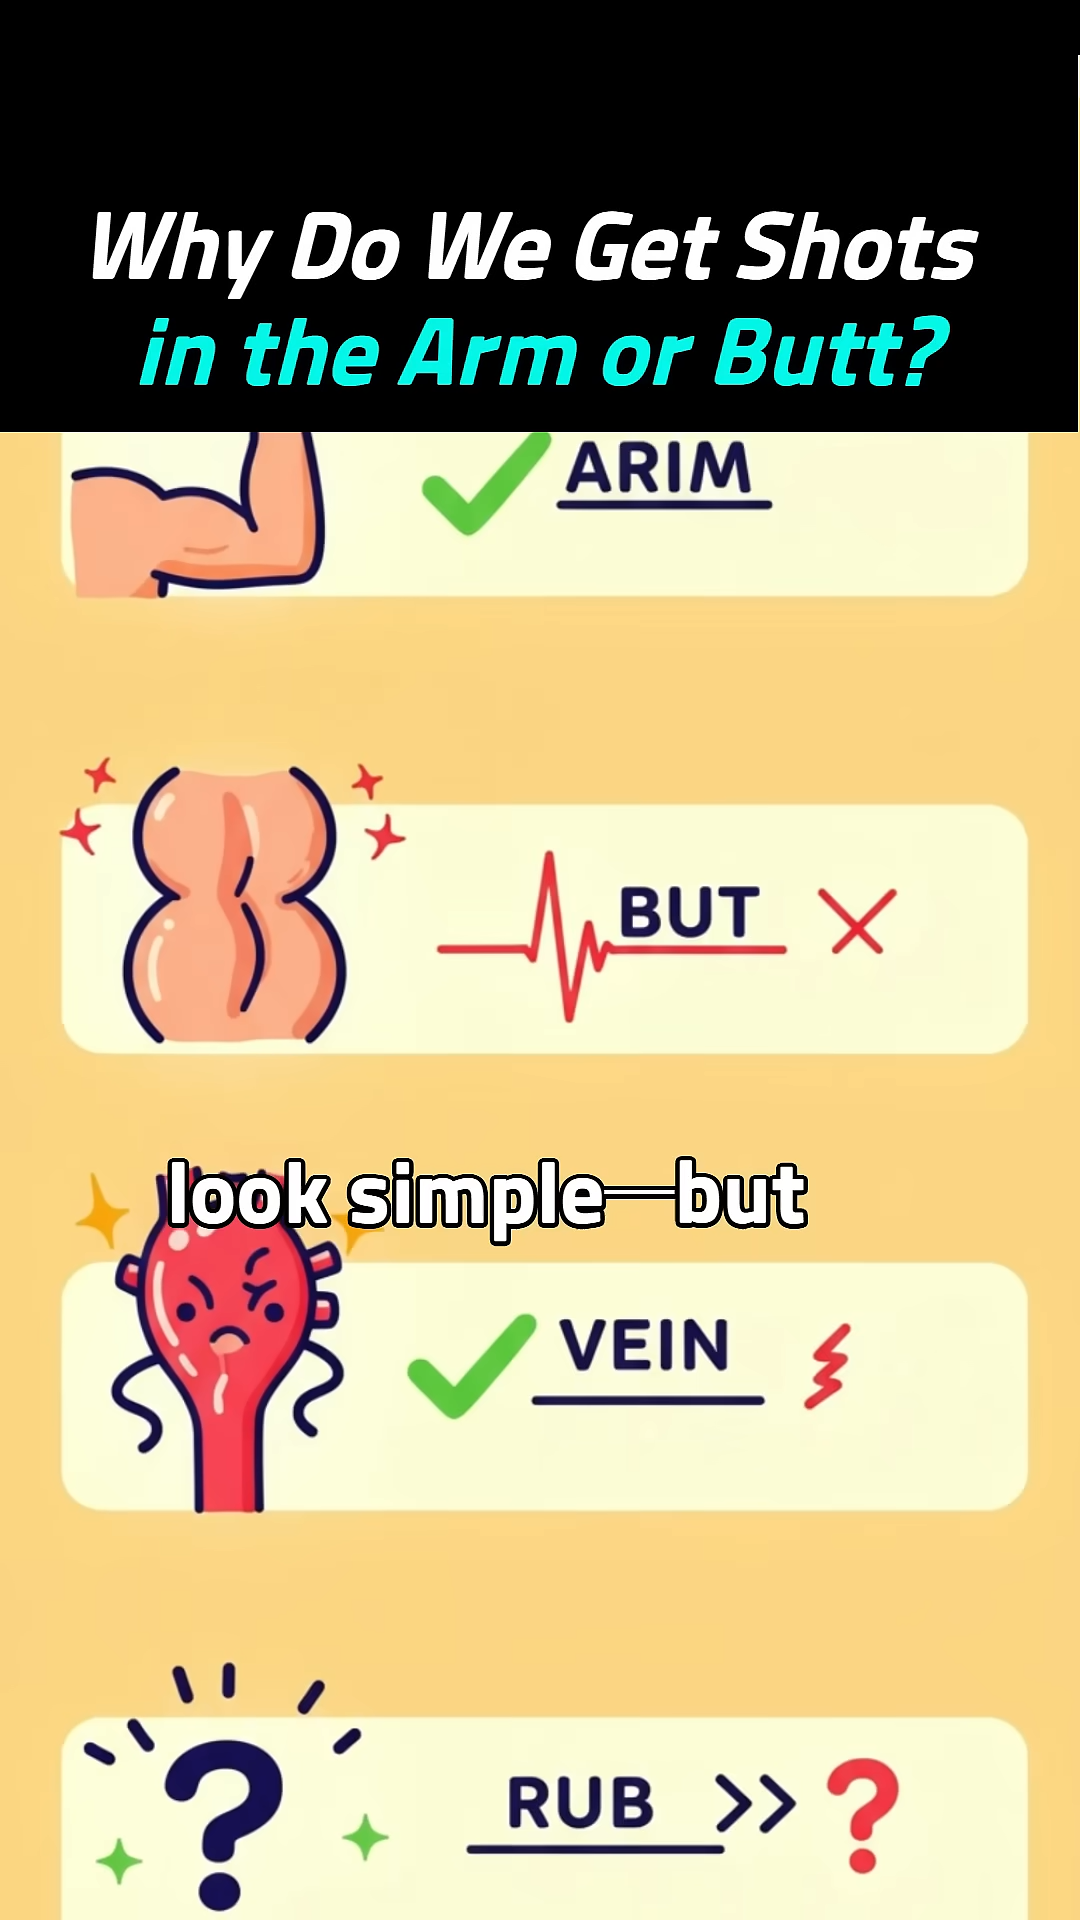 Why Do We Get Shots
in the Arm or Butt?
ARIM
BUT
look simple—but
VEIN
RUB >> ?